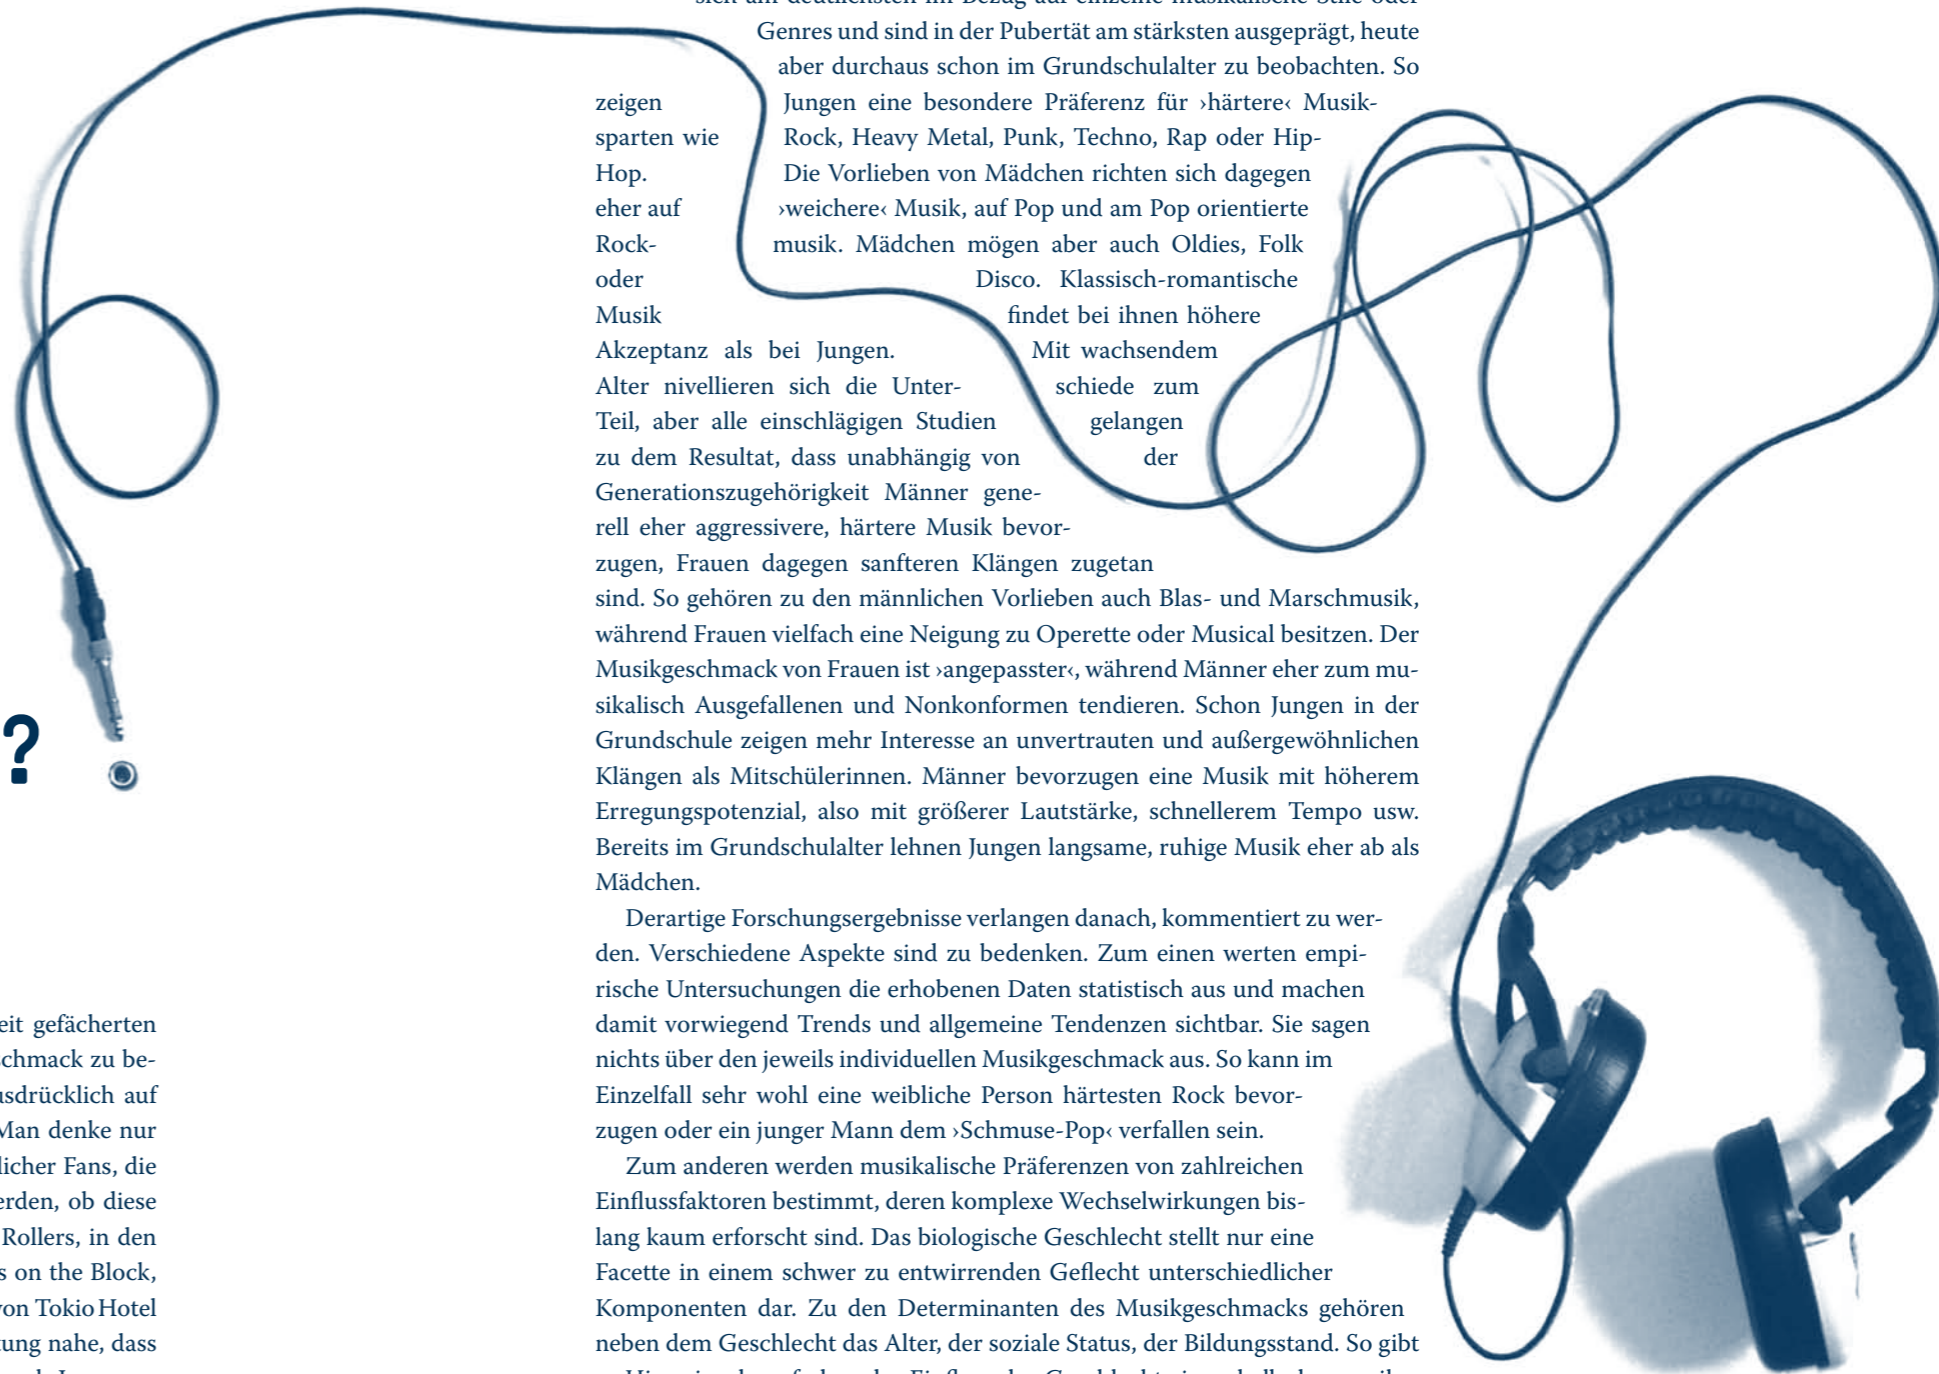 ?
eit gefächerten
chmack zu be-
usdrücklich auf
Man denke nur
licher Fans, die
erden, ob diese
Rollers, in den
s on the Block,
von Tokio Hotel
tung nahe, dass
sich am deutlichsten im Bezug auf einzelne musikalische Stile oder
Genres und sind in der Pubertät am stärksten ausgeprägt, heute
aber durchaus schon im Grundschulalter zu beobachten. So
zeigen Jungen eine besondere Präferenz für ›härtere‹ Musik-
sparten wie Rock, Heavy Metal, Punk, Techno, Rap oder Hip-
Hop. Die Vorlieben von Mädchen richten sich dagegen
eher auf ›weichere‹ Musik, auf Pop und am Pop orientierte
Rock- musik. Mädchen mögen aber auch Oldies, Folk
oder Disco. Klassisch-romantische
Musik findet bei ihnen höhere
Akzeptanz als bei Jungen. Mit wachsendem
Alter nivellieren sich die Unter- schiede zum
Teil, aber alle einschlägigen Studien gelangen
zu dem Resultat, dass unabhängig von der
Generationszugehörigkeit Männer gene-
rell eher aggressivere, härtere Musik bevor-
zugen, Frauen dagegen sanfteren Klängen zugetan
sind. So gehören zu den männlichen Vorlieben auch Blas- und Marschmusik,
während Frauen vielfach eine Neigung zu Operette oder Musical besitzen. Der
Musikgeschmack von Frauen ist ›angepasster‹, während Männer eher zum mu-
sikalisch Ausgefallenen und Nonkonformen tendieren. Schon Jungen in der
Grundschule zeigen mehr Interesse an unvertrauten und außergewöhnlichen
Klängen als Mitschülerinnen. Männer bevorzugen eine Musik mit höherem
Erregungspotenzial, also mit größerer Lautstärke, schnellerem Tempo usw.
Bereits im Grundschulalter lehnen Jungen langsame, ruhige Musik eher ab als
Mädchen.
Derartige Forschungsergebnisse verlangen danach, kommentiert zu wer-
den. Verschiedene Aspekte sind zu bedenken. Zum einen werten empi-
rische Untersuchungen die erhobenen Daten statistisch aus und machen
damit vorwiegend Trends und allgemeine Tendenzen sichtbar. Sie sagen
nichts über den jeweils individuellen Musikgeschmack aus. So kann im
Einzelfall sehr wohl eine weibliche Person härtesten Rock bevor-
zugen oder ein junger Mann dem ›Schmuse-Pop‹ verfallen sein.
Zum anderen werden musikalische Präferenzen von zahlreichen
Einflussfaktoren bestimmt, deren komplexe Wechselwirkungen bis-
lang kaum erforscht sind. Das biologische Geschlecht stellt nur eine
Facette in einem schwer zu entwirrenden Geflecht unterschiedlicher
Komponenten dar. Zu den Determinanten des Musikgeschmacks gehören
neben dem Geschlecht das Alter, der soziale Status, der Bildungsstand. So gibt